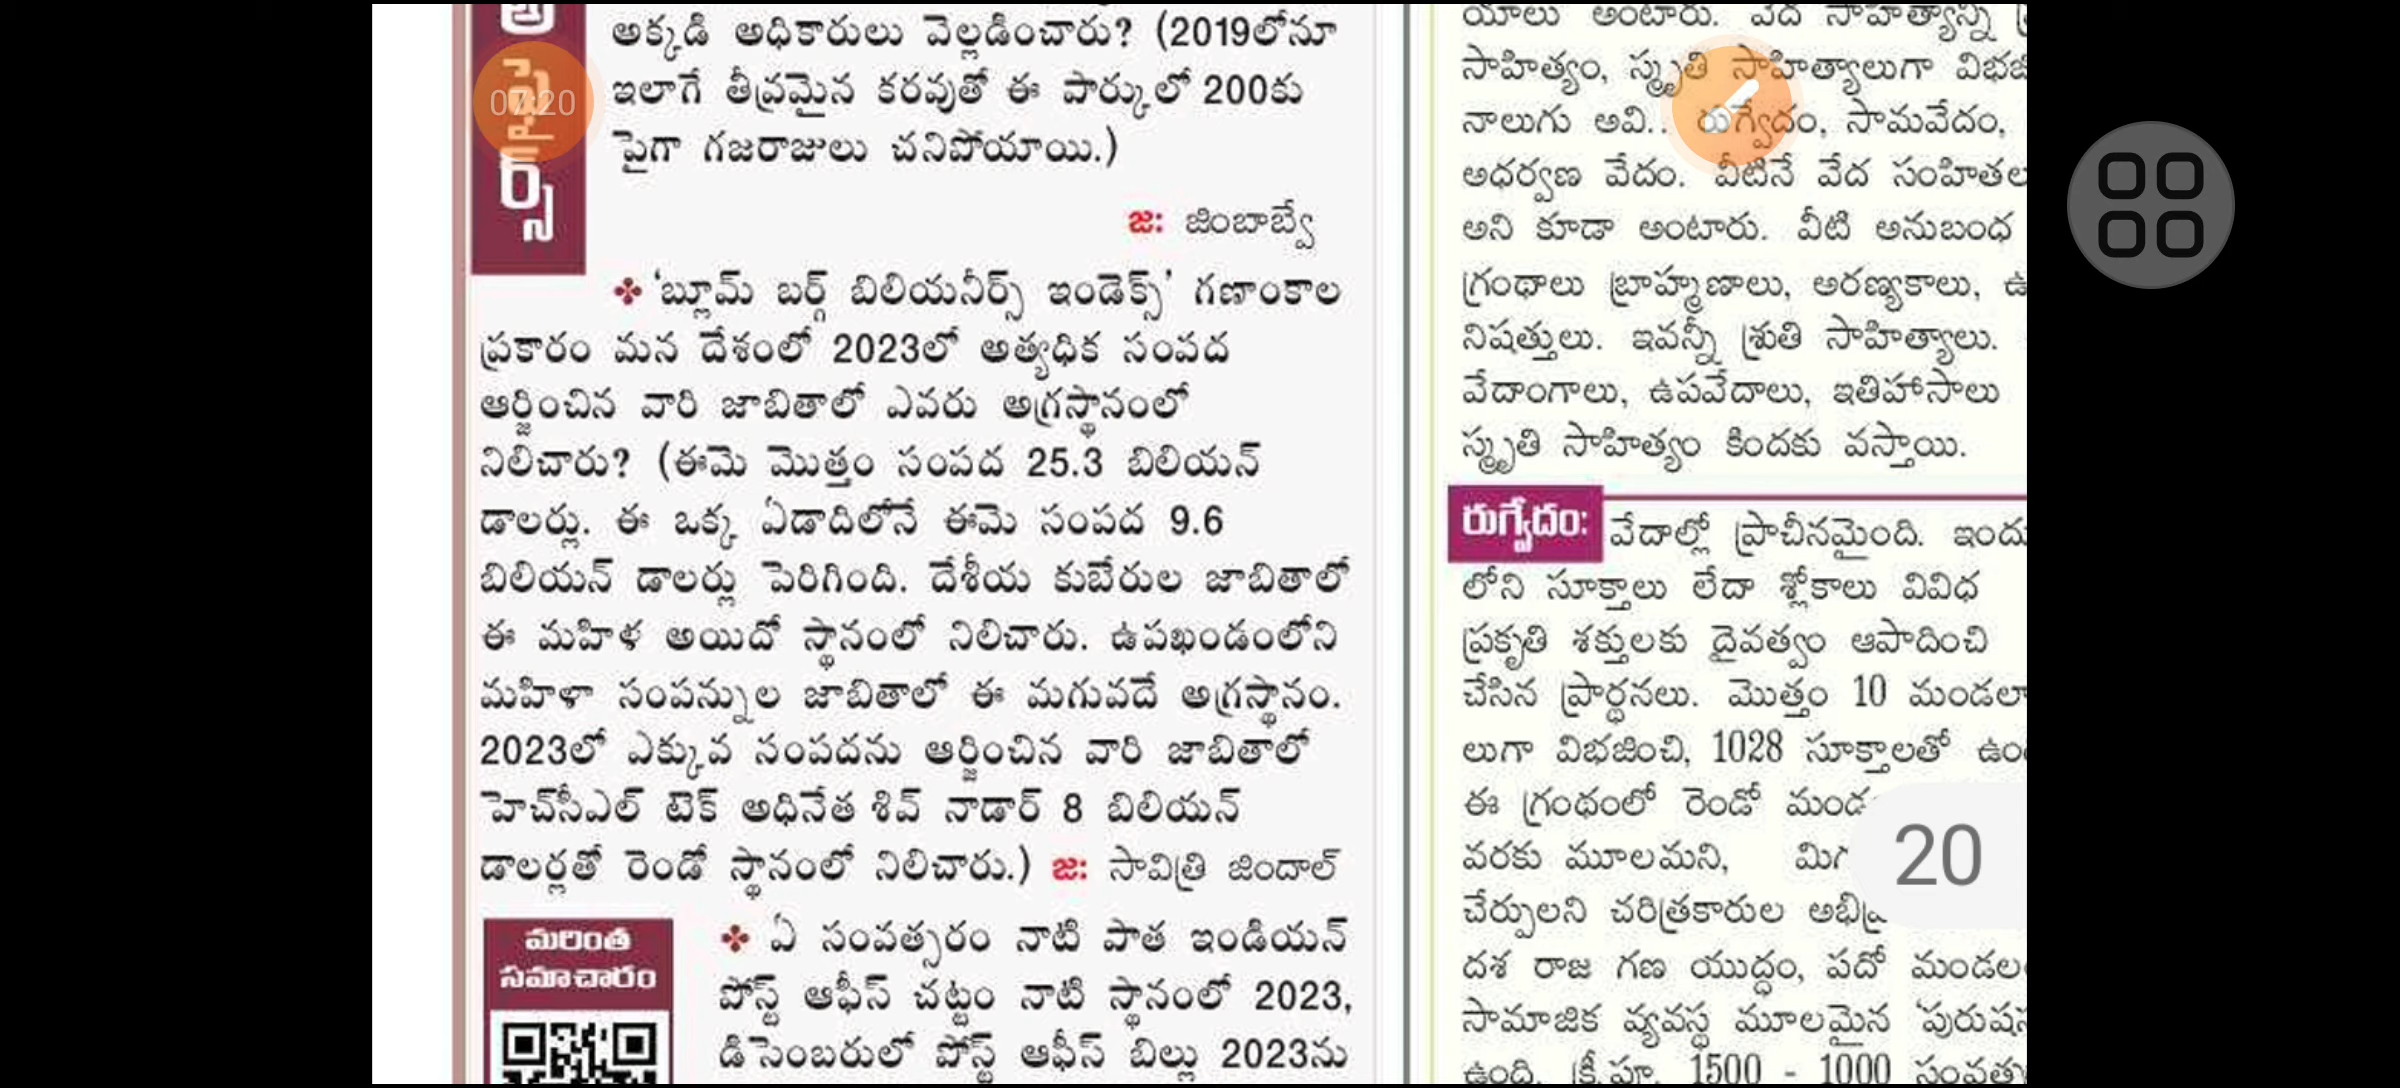 అక్కడి అధికారులు వెల్లడించారు? (2019లోనూ
ఇలాగే తీవ్రమైన కరవుతో ఈ పార్కులో 200కు
పైగా గజరాజులు చనిపోయాయి.)
జ: జింబాబ్వే
❖ 'బ్లూమ్ బర్గ్ బిలియనీర్స్ ఇండెక్స్' గణాంకాల
ప్రకారం మన దేశంలో 2023లో అత్యధిక సంపద
ఆర్జించిన వారి జాబితాలో ఎవరు అగ్రస్థానంలో
నిలిచారు? (ఈమె మొత్తం సంపద 25.3 బిలియన్
డాలర్లు. ఈ ఒక్క ఏడాదిలోనే ఈమె సంపద 9.6
బిలియన్ డాలర్లు పెరిగింది. దేశీయ కుబేరుల జాబితాలో
ఈ మహిళ అయిదో స్థానంలో నిలిచారు. ఉపఖండంలోని
మహిళా సంపన్నుల జాబితాలో ఈ మగువదే అగ్రస్థానం.
2023లో ఎక్కువ సంపదను ఆర్జించిన వారి జాబితాలో
హెచ్‌సీఎల్ టెక్ అధినేత శివ్ నాడార్ 8 బిలియన్
డాలర్లతో రెండో స్థానంలో నిలిచారు.) జ: సావిత్రి జిందాల్
మరింత
సమాచారం
❖ ఏ సంవత్సరం నాటి పాత ఇండియన్
పోస్ట్ ఆఫీస్ చట్టం నాటి స్థానంలో 2023,
డిసెంబరులో పోస్ట్ ఆఫీస్ బిల్లు 2023ను
యాలు అంటారు. వేద సాహిత్యాన్ని
సాహిత్యం, స్మృతి సాహిత్యాలుగా
నాలుగు అవి.. రుగ్వేదం, సామవేదం,
అధర్వణ వేదం. వీటినే వేద
అని కూడా అంటారు. వీటి అనుబంధ
గ్రంథాలు బ్రాహ్మణాలు, అరణ్యకాలు,
నిషత్తులు. ఇవన్నీ శ్రుతి సాహిత్యాలు.
వేదాంగాలు, ఉపవేదాలు, ఇతిహాసాలు
స్మృతి సాహిత్యం కిందకు వస్తాయి.
రుగ్వేదం: వేదాల్లో ప్రాచీనమైంది. ఇందు
లోని సూక్తాలు లేదా శ్లోకాలు వివిధ
ప్రకృతి శక్తులకు దైవత్వం ఆపాదించి
చేసిన ప్రార్థనలు. మొత్తం 10 మండలా
లుగా విభజించి, 1028 సూక్తాలతో
ఈ గ్రంథంలో రెండో
వరకు మూలమని,
చేర్పులని చరిత్రకారుల
దశ రాజ గణ యుద్ధం, పదో
సామాజిక వ్యవస్థ మూలమైన
ఉంది. క్రీ.పూ. 1500 - 1000
07:20
20